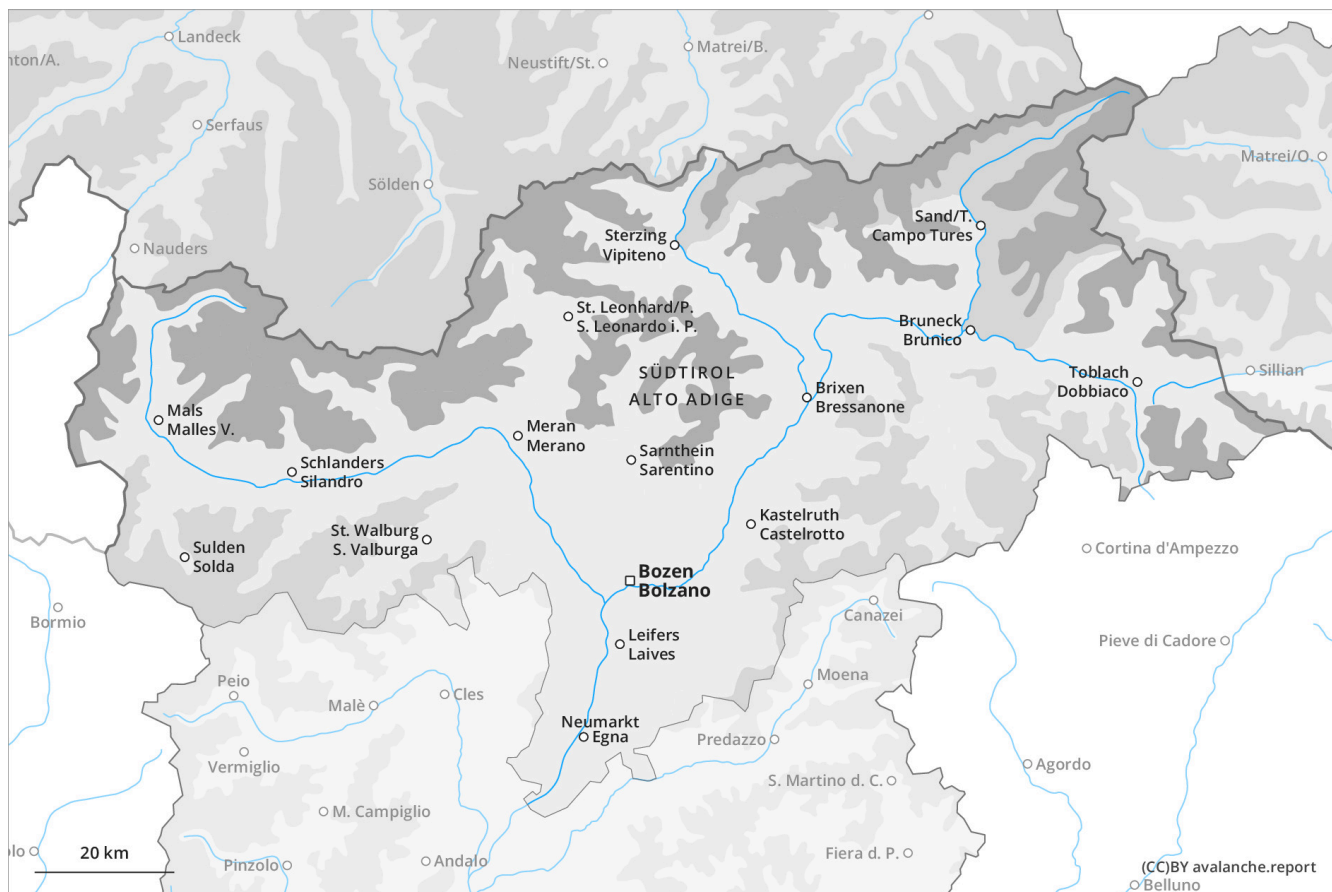 Landeck
nton/A.
Matrei/B.
Neustift/St.
Serfaus
Matrei/O.
Sölden
Sand/T.
Campo Tures
Sterzing
Vipiteno
Nauders
St. Leonhard/P.
S. Leonardo i. P.
Bruneck
Brunico
SÜDTIROL
ALTO ADIGE
Toblach
Dobbiaco
Sillian
Brixen
Bressanone
Mals
Malles V.
Meran
Merano
Schlanders
Silandro
Sarnthein
Sarentino
Kastelruth
Castelrotto
St. Walburg
S. Valburga
Sulden
Solda
Cortina d'Ampezzo
Bozen
Bolzano
Bormio
Canazei
Leifers
Laives
Pieve di Cadore
Peio
Moena
Malè
Cles
Neumarkt
Egna
Predazzo
Vermiglio
Agordo
S. Martino d. C.
M. Campiglio
olo
20 km
Pinzolo
Andalo
Fiera d. P.
(CC)BY avalanche.report
Belluno